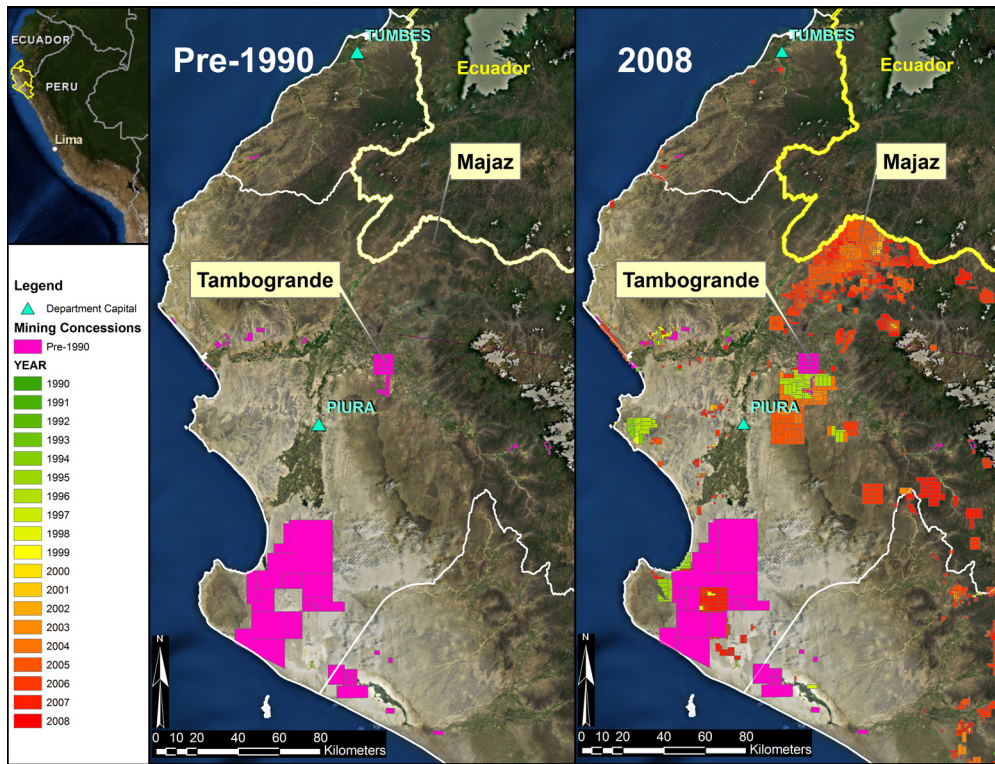 ECUADOR
PERU
Lima
Legend
Department Capital
Mining Concessions
Pre-1990
YEAR
1990
1991
1992
1993
1994
1995
1996
1997
1998
1999
2000
2001
2002
2003
2004
2005
2006
2007
2008
Pre-1990
TUMBES
Ecuador
Majaz
Tambogrande
PIURA
N
0 10 20 40 60 80
Kilometers
2008
TUMBES
Ecuador
Majaz
Tambogrande
PIURA
N
0 10 20 40 60 80
Kilometers